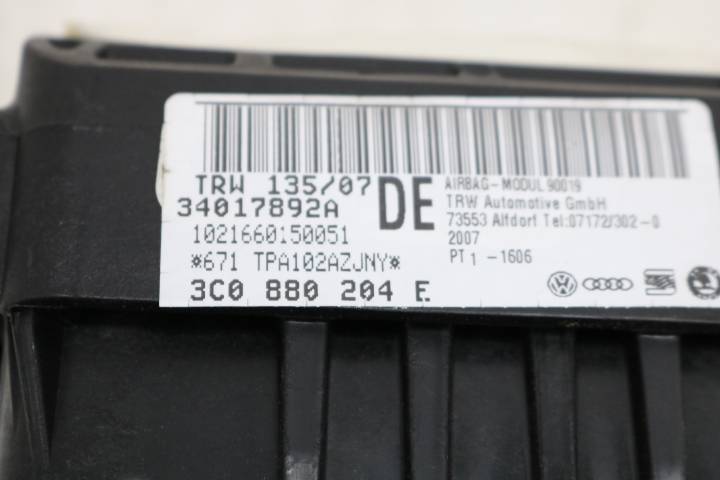 TRW 135/07
34017892A
1021660150051
*671 TPA102AZJNY*
3C0 880 204 E
DE
AIRBAG-MODUL 90019
TRW Automotive GmbH
73553 Alfdorf Tel:07172/302-0
2007
PT 1 -1606